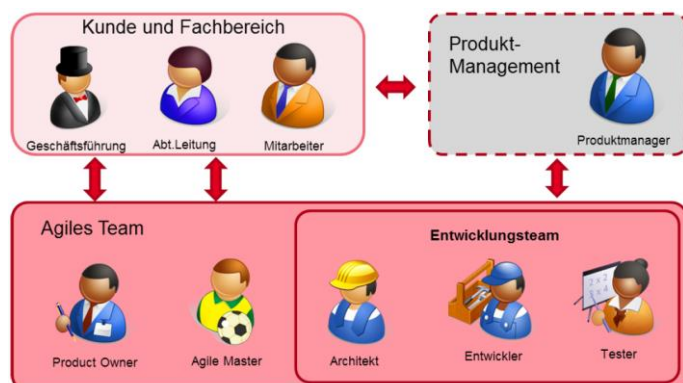 Kunde und Fachbereich
Geschäftsführung
Abt.Leitung
Mitarbeiter
Produkt-
Management
Produktmanager
Agiles Team
Product Owner
Agile Master
Entwicklungsteam
Architekt
Entwickler
Tester